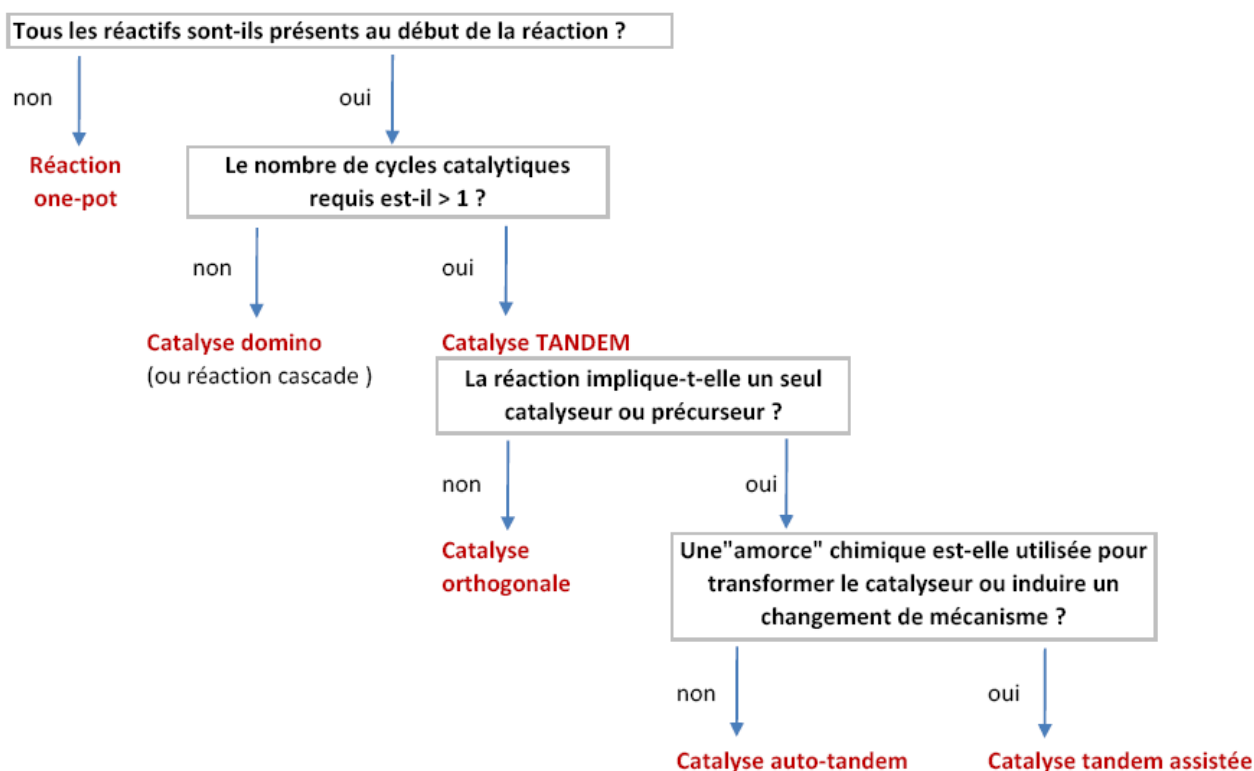 Tous les réactifs sont-ils présents au début de la réaction ?
non
oui
Réaction
one-pot
Le nombre de cycles catalytiques
requis est-il > 1 ?
non
oui
Catalyse domino
(ou réaction cascade )
Catalyse TANDEM
La réaction implique-t-elle un seul
catalyseur ou précurseur ?
non
oui
Catalyse
orthogonale
Une"amorce" chimique est-elle utilisée pour
transformer le catalyseur ou induire un
changement de mécanisme ?
non
oui
Catalyse auto-tandem
Catalyse tandem assistée